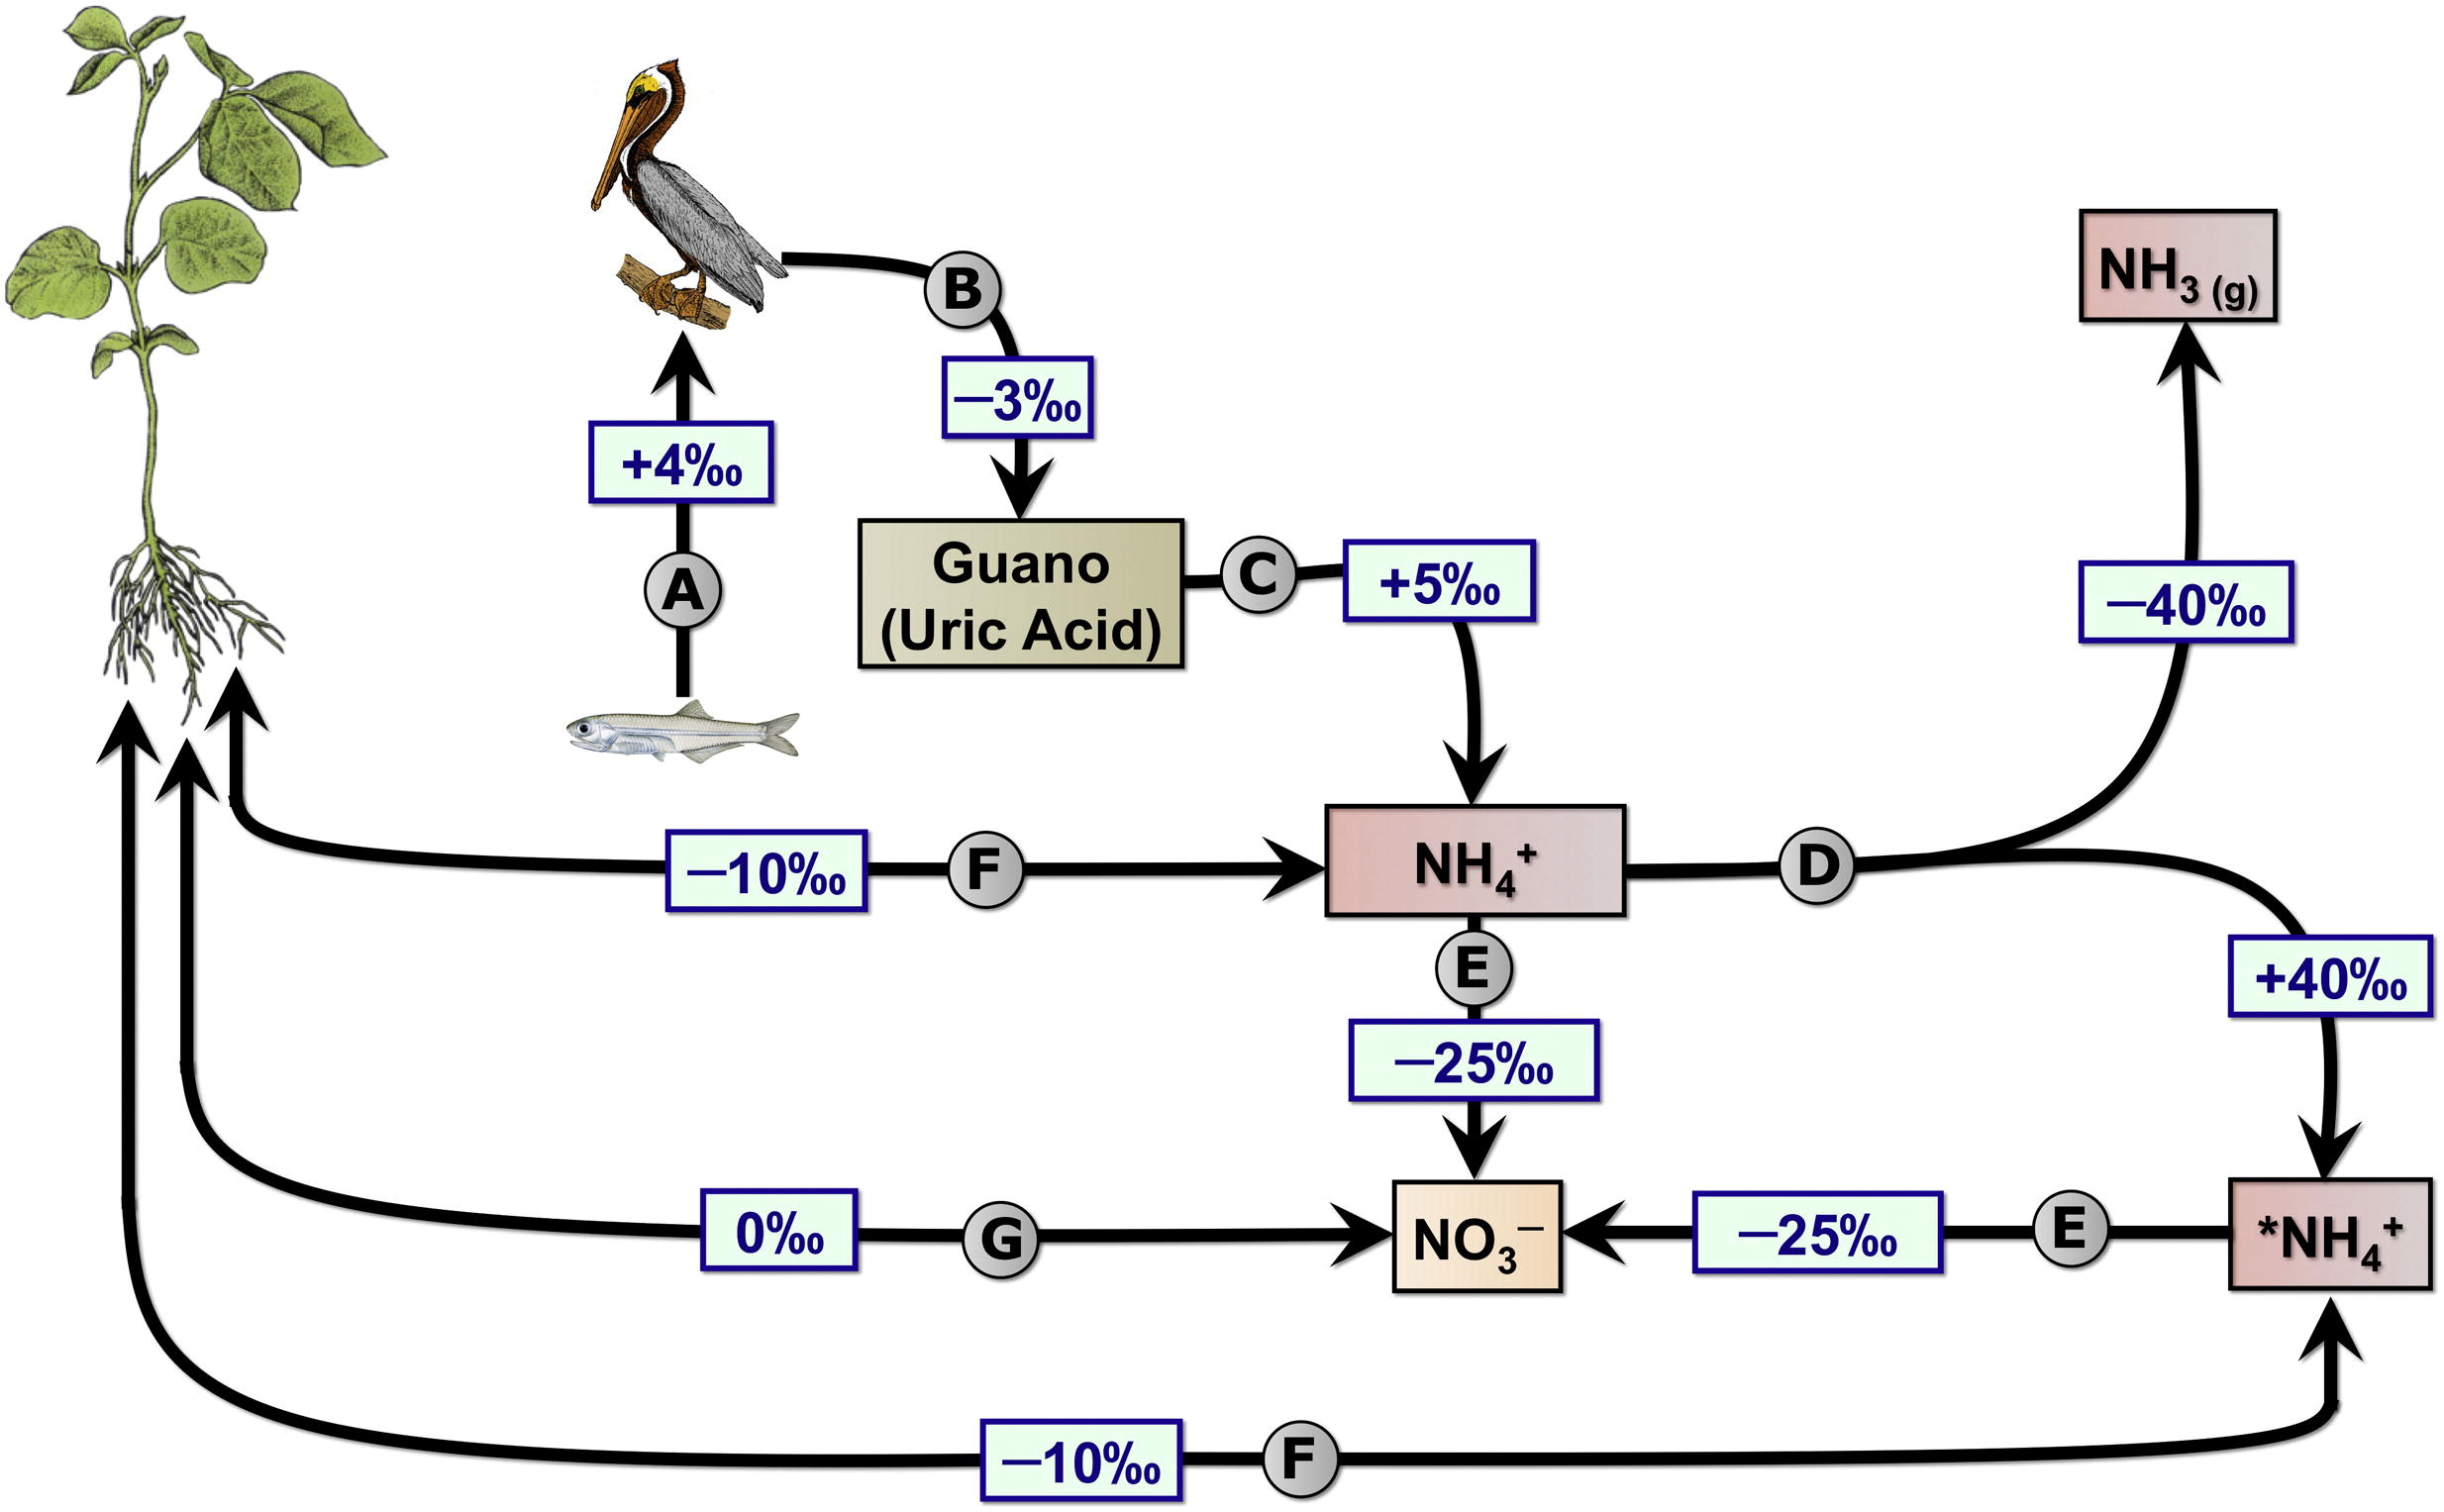 B
NH₃ (g)
—3‰
+4‰
Guano
(Uric Acid)
C
+5‰
A
—40‰
—10‰
F
NH₄⁺
D
E
+40‰
—25‰
0‰
G
NO₃—
—25‰
E
*NH₄⁺
—10‰
F